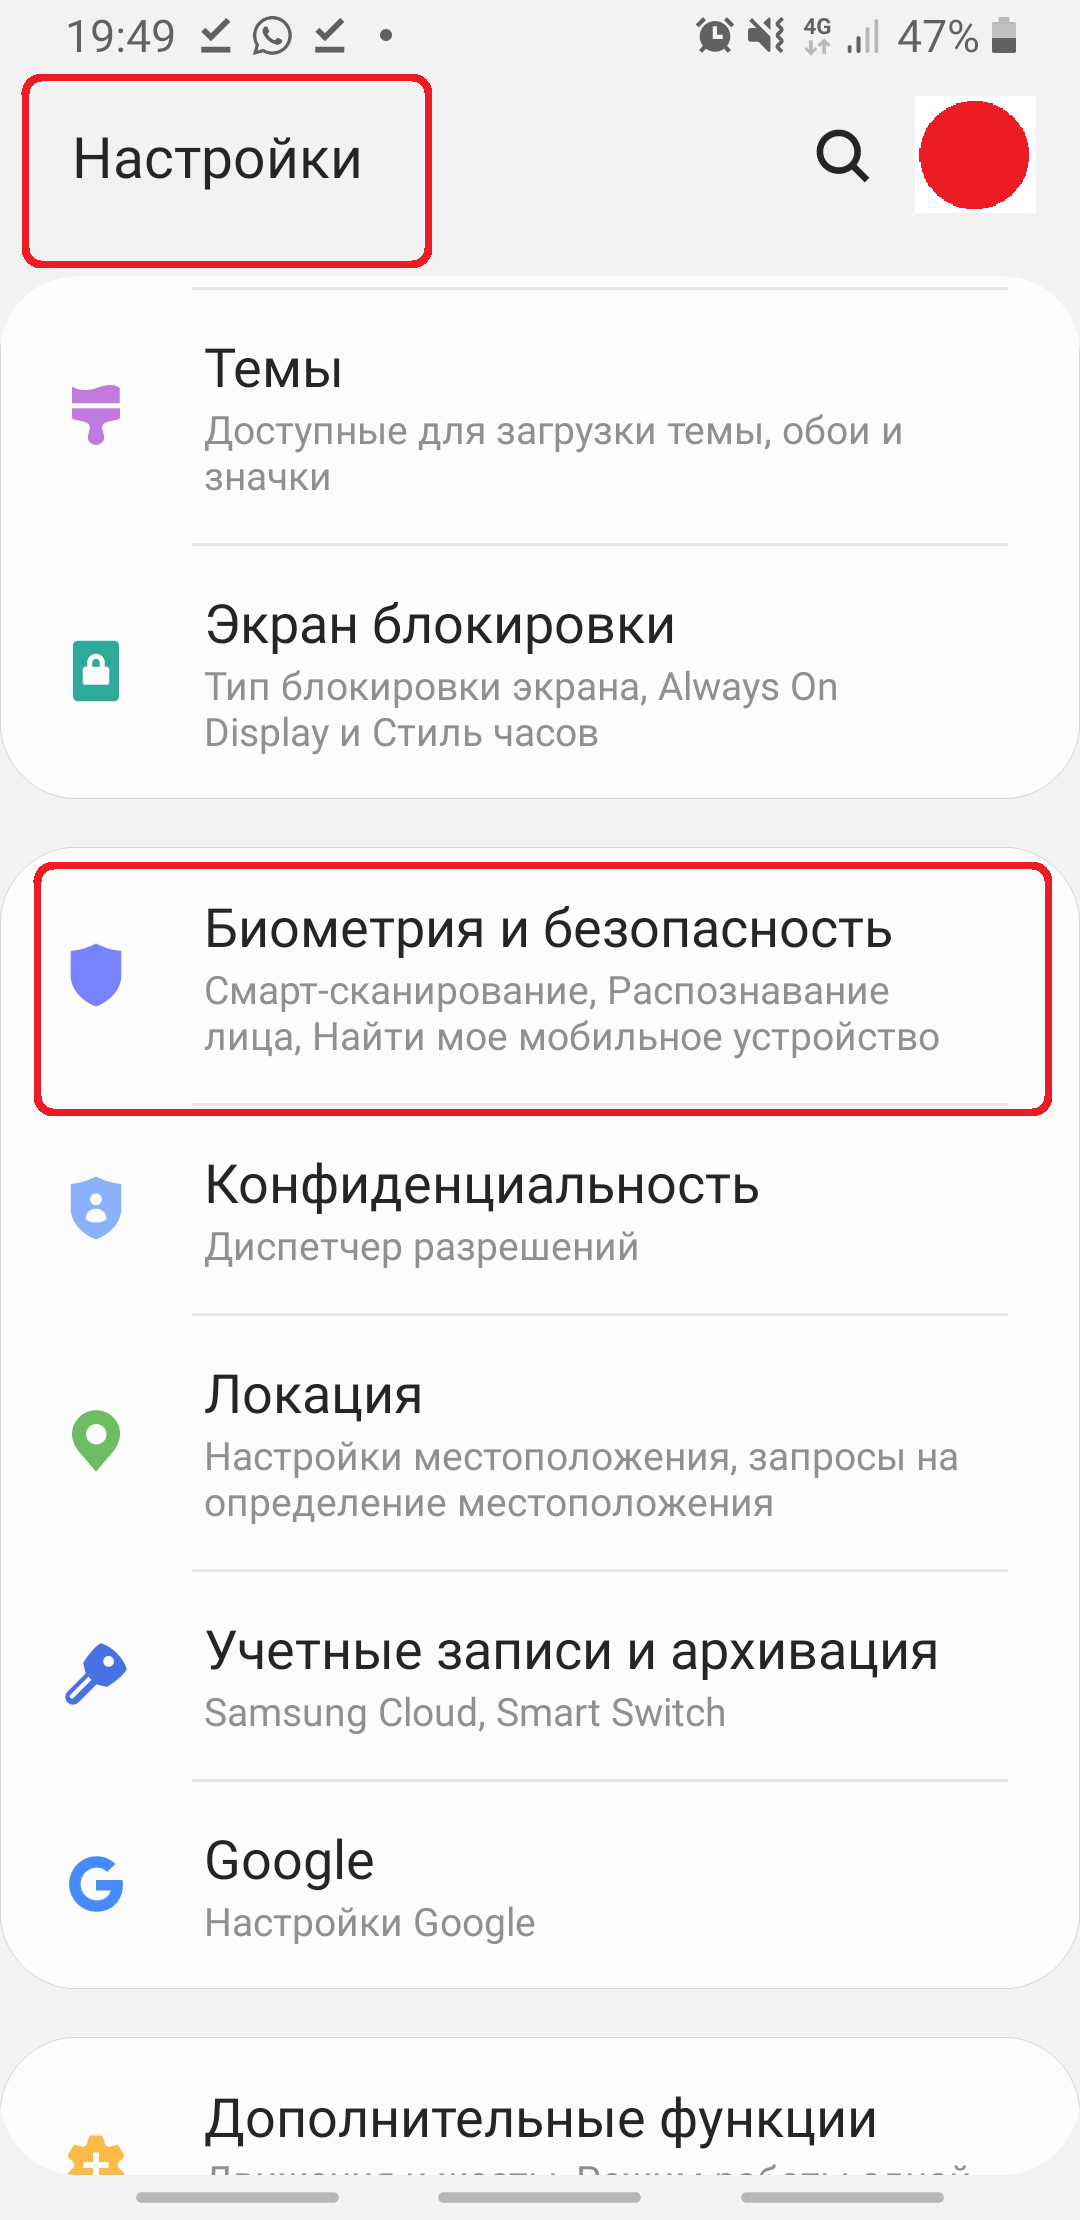 19:49 4G 47%
Настройки
Темы
Доступные для загрузки темы, обои и
значки
Экран блокировки
Тип блокировки экрана, Always On
Display и Стиль часов
Биометрия и безопасность
Смарт-сканирование, Распознавание
лица, Найти мое мобильное устройство
Конфиденциальность
Диспетчер разрешений
Локация
Настройки местоположения, запросы на
определение местоположения
Учетные записи и архивация
Samsung Cloud, Smart Switch
Google
Настройки Google
Дополнительные функции